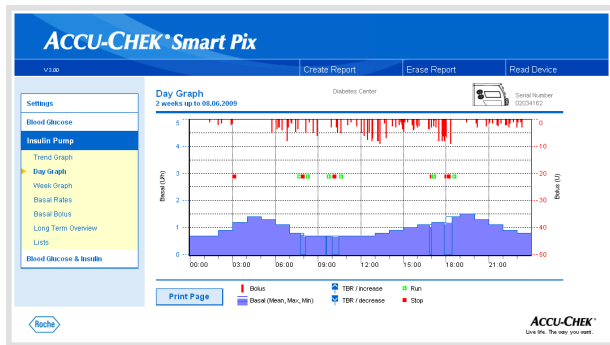 ACCU-CHEK® Smart Pix
V3.00
Create Report
Erase Report
Read Device
Settings
Blood Glucose
Insulin Pump
Trend Graph
Day Graph
Week Graph
Basal Rates
Basal Bolus
Long Term Overview
Lists
Blood Glucose & Insulin
Day Graph
2 weeks up to 08.06.2009
Diabetes Center
Serial Number
02034162
Basal (U/h)
5
4
3
2
1
0
0
10
20
30
40
50
Bolus (U)
00:00 03:00 06:00 09:00 12:00 15:00 18:00 21:00
Print Page
Bolus
Basal (Mean, Max, Min)
TBR / increase
TBR / decrease
Run
Stop
Roche
ACCU-CHEK®
Live life. The way you want.